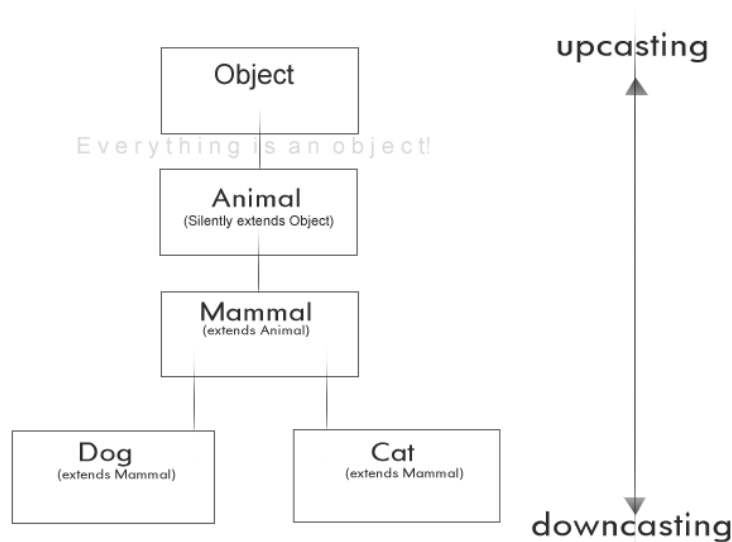 upcasting
Object
Everything is an object!
Animal
(Silently extends Object)
Mammal
(extends Animal)
Dog
(extends Mammal)
Cat
(extends Mammal)
downcasting